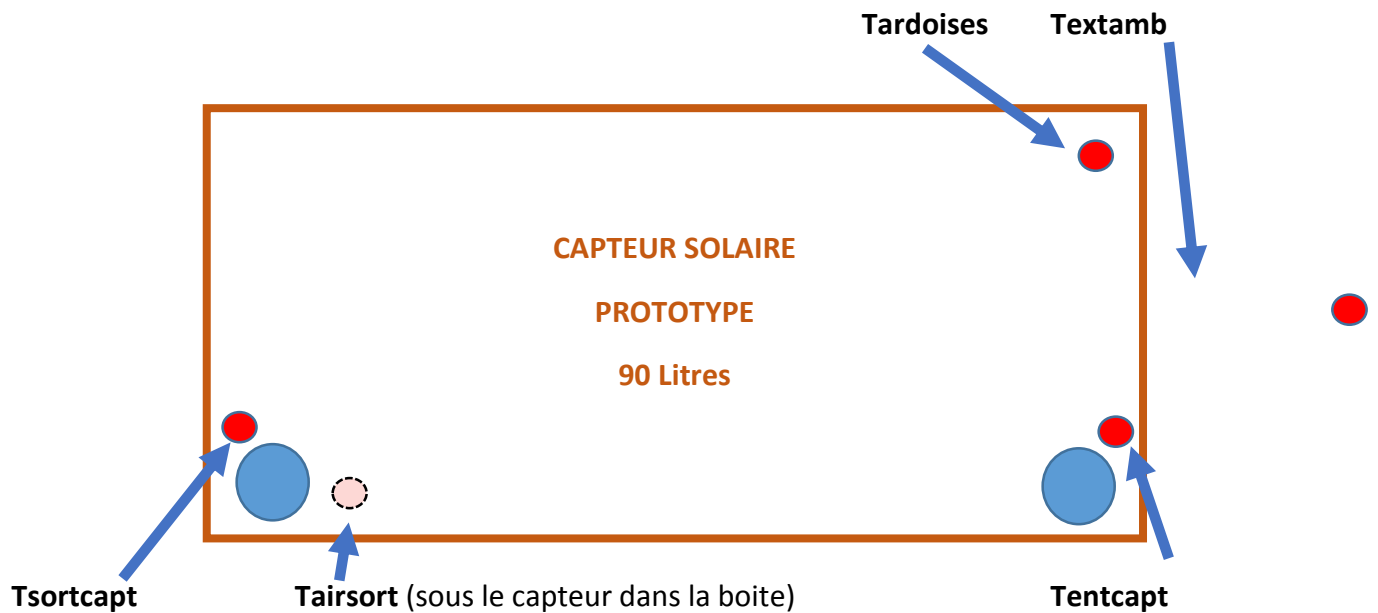 Tardoises Textamb
CAPTEUR SOLAIRE
PROTOTYPE
90 Litres
Tsortcapt Tairsort (sous le capteur dans la boite) Tentcapt